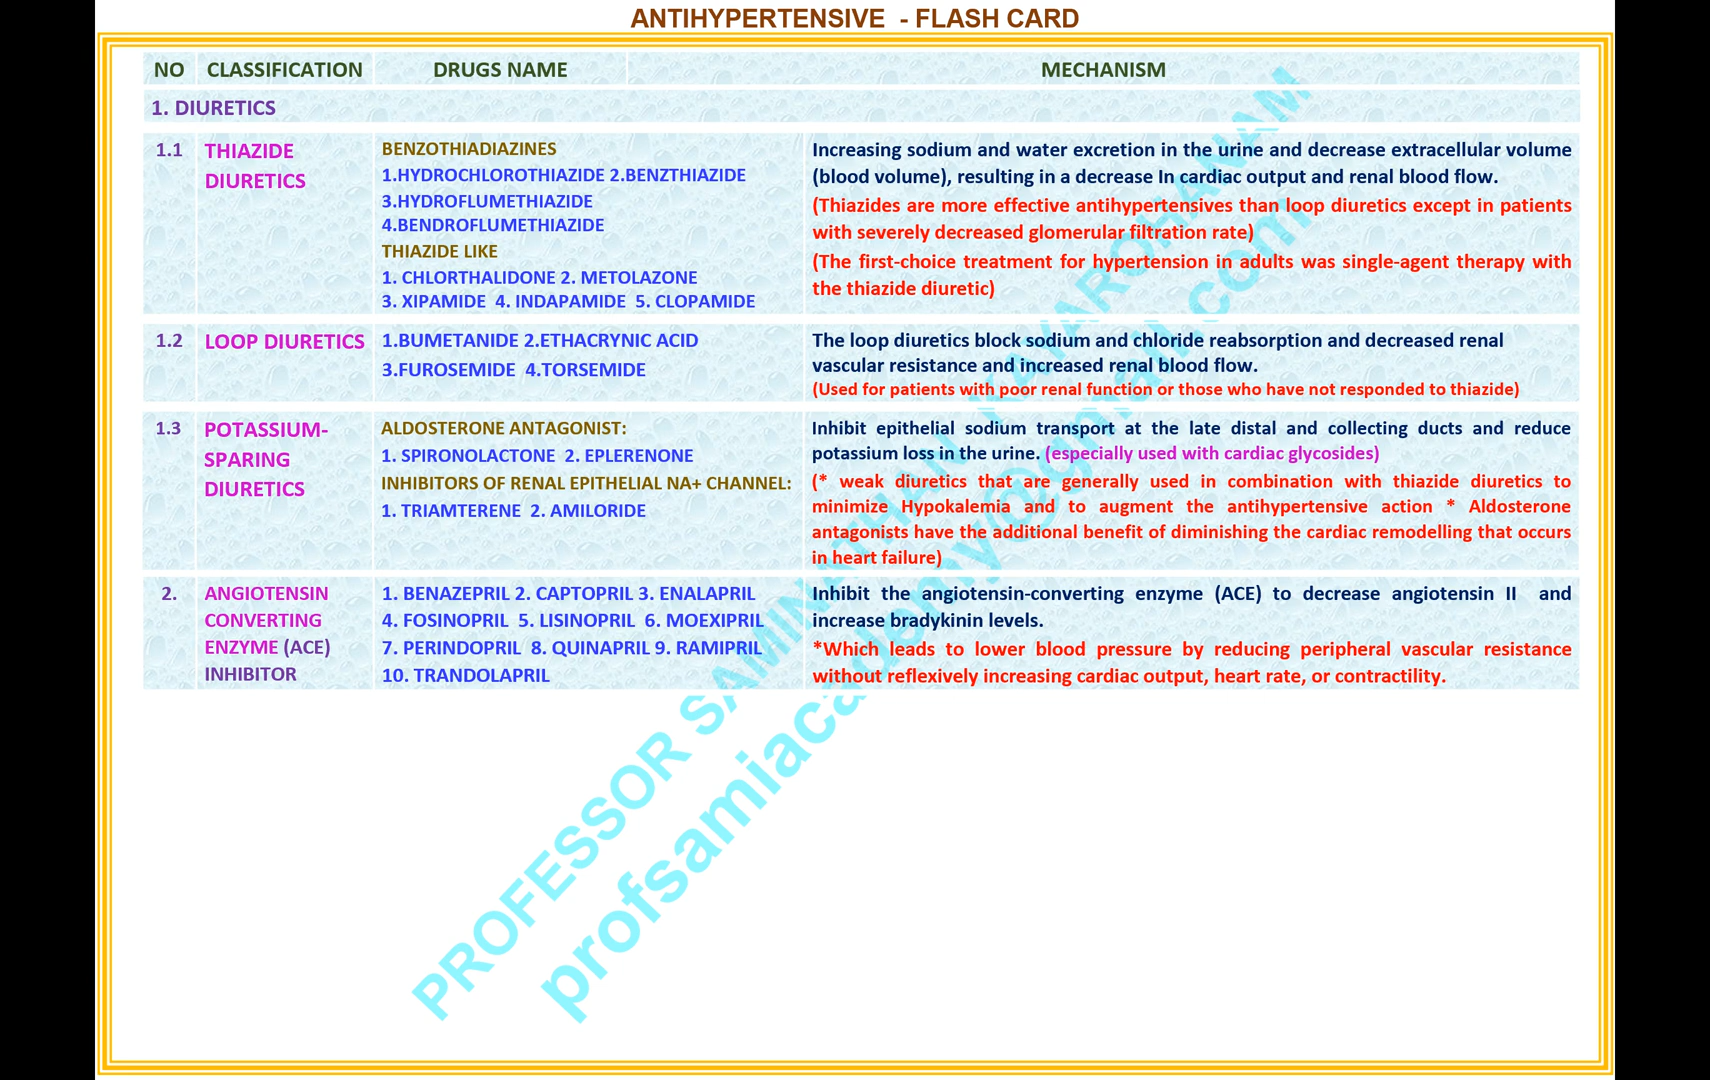 ANTIHYPERTENSIVE - FLASH CARD
NO CLASSIFICATION DRUGS NAME MECHANISM
1. DIURETICS
1.1 THIAZIDE
DIURETICS
BENZOTHIADIAZINES
1.HYDROCHLOROTHIAZIDE 2.BENZTHIAZIDE
3.HYDROFLUMETHIAZIDE
4.BENDROFLUMETHIAZIDE
THIAZIDE LIKE
1. CHLORTHALIDONE 2. METOLAZONE
3. XIPAMIDE 4. INDAPAMIDE 5. CLOPAMIDE
Increasing sodium and water excretion in the urine and decrease extracellular volume
(blood volume), resulting in a decrease In cardiac output and renal blood flow.
(Thiazides are more effective antihypertensives than loop diuretics except in patients
with severely decreased glomerular filtration rate)
(The first-choice treatment for hypertension in adults was single-agent therapy with
the thiazide diuretic)
1.2 LOOP DIURETICS
1.BUMETANIDE 2.ETHACRYNIC ACID
3.FUROSEMIDE 4.TORSEMIDE
The loop diuretics block sodium and chloride reabsorption and decreased renal
vascular resistance and increased renal blood flow.
(Used for patients with poor renal function or those who have not responded to thiazide)
1.3 POTASSIUM-
SPARING
DIURETICS
ALDOSTERONE ANTAGONIST:
1. SPIRONOLACTONE 2. EPLERENONE
INHIBITORS OF RENAL EPITHELIAL NA+ CHANNEL:
1. TRIAMTERENE 2. AMILORIDE
Inhibit epithelial sodium transport at the late distal and collecting ducts and reduce
potassium loss in the urine. (especially used with cardiac glycosides)
(* weak diuretics that are generally used in combination with thiazide diuretics to
minimize Hypokalemia and to augment the antihypertensive action * Aldosterone
antagonists have the additional benefit of diminishing the cardiac remodelling that occurs
in heart failure)
2. ANGIOTENSIN
CONVERTING
ENZYME (ACE)
INHIBITOR
1. BENAZEPRIL 2. CAPTOPRIL 3. ENALAPRIL
4. FOSINOPRIL 5. LISINOPRIL 6. MOEXIPRIL
7. PERINDOPRIL 8. QUINAPRIL 9. RAMIPRIL
10. TRANDOLAPRIL
Inhibit the angiotensin-converting enzyme (ACE) to decrease angiotensin II and
increase bradykinin levels.
*Which leads to lower blood pressure by reducing peripheral vascular resistance
without reflexively increasing cardiac output, heart rate, or contractility.
PROFESSOR SAMINATHAN KAYAROHANAM
profsamiacademy@gmail.com